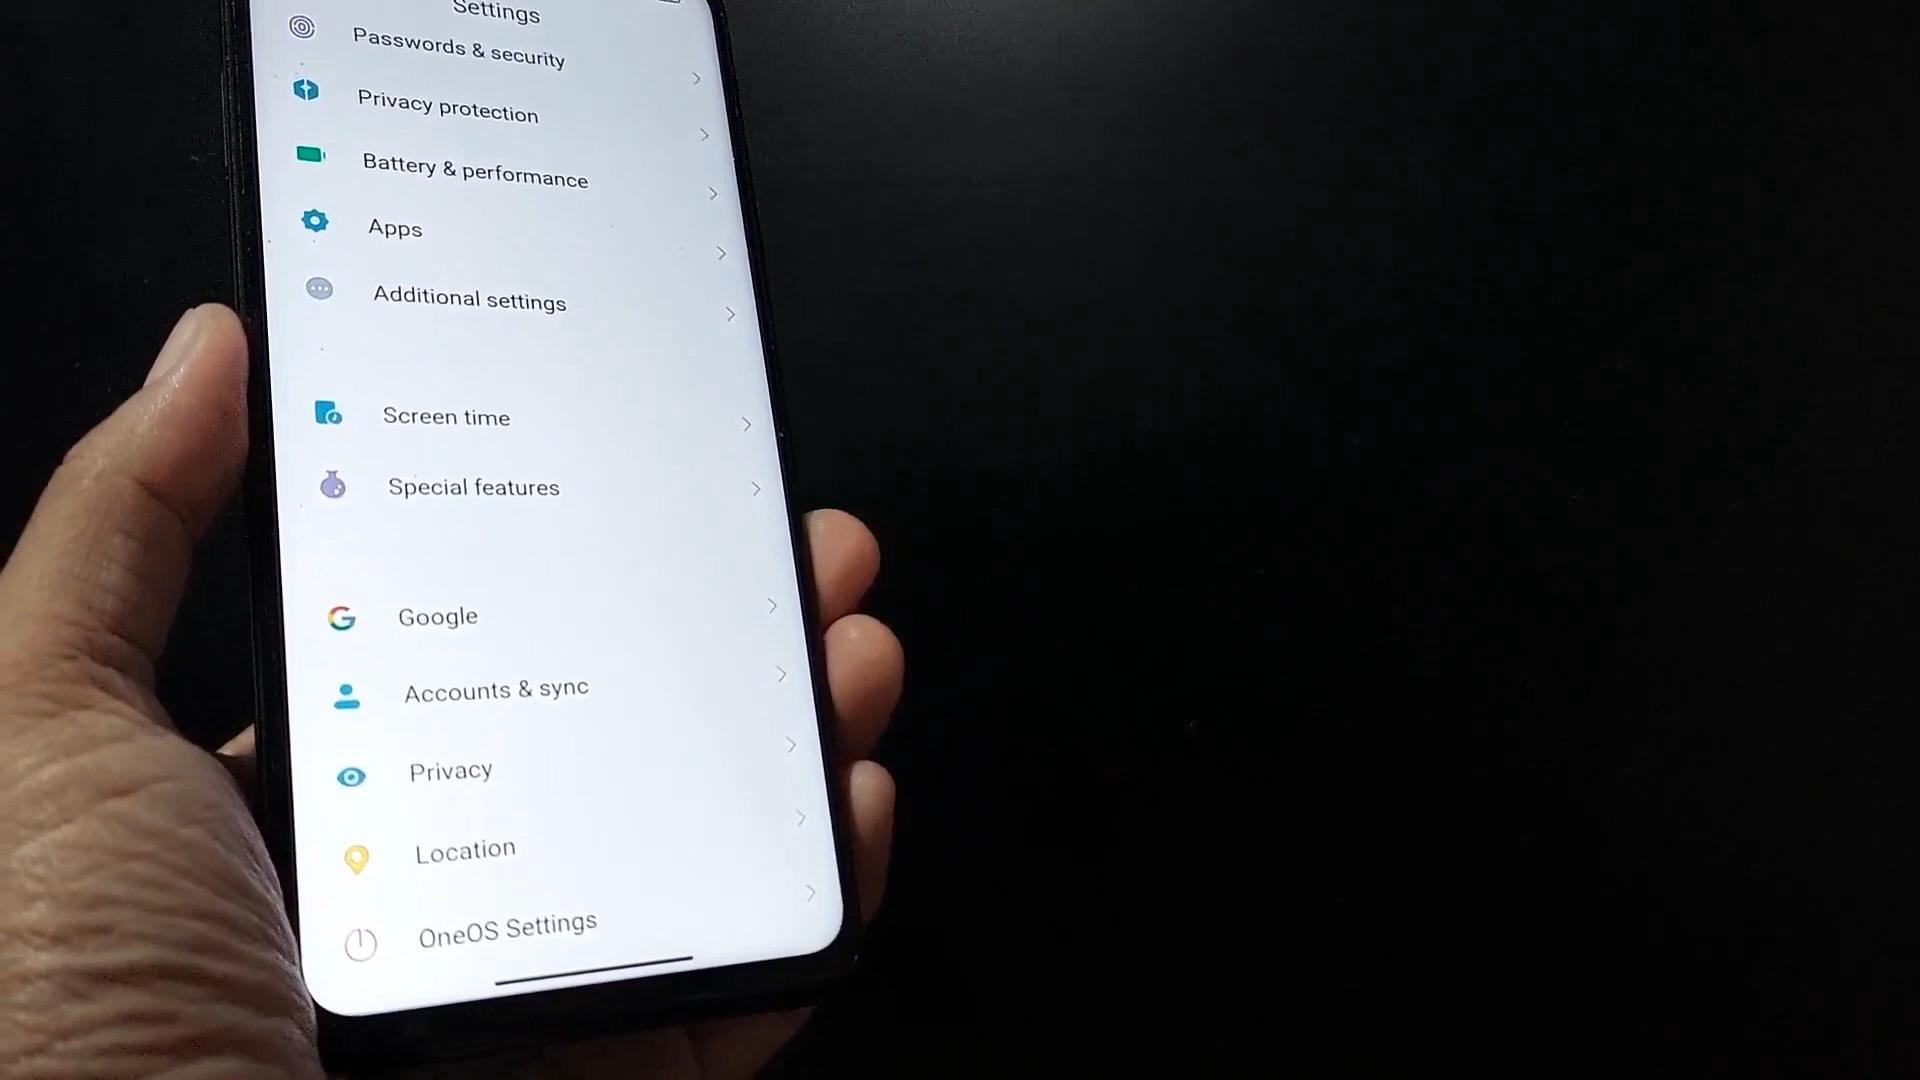 Settings
Passwords & security
Privacy protection
Battery & performance
Apps
Additional settings
Screen time
Special features
Google
Accounts & sync
Privacy
Location
OneOS Settings